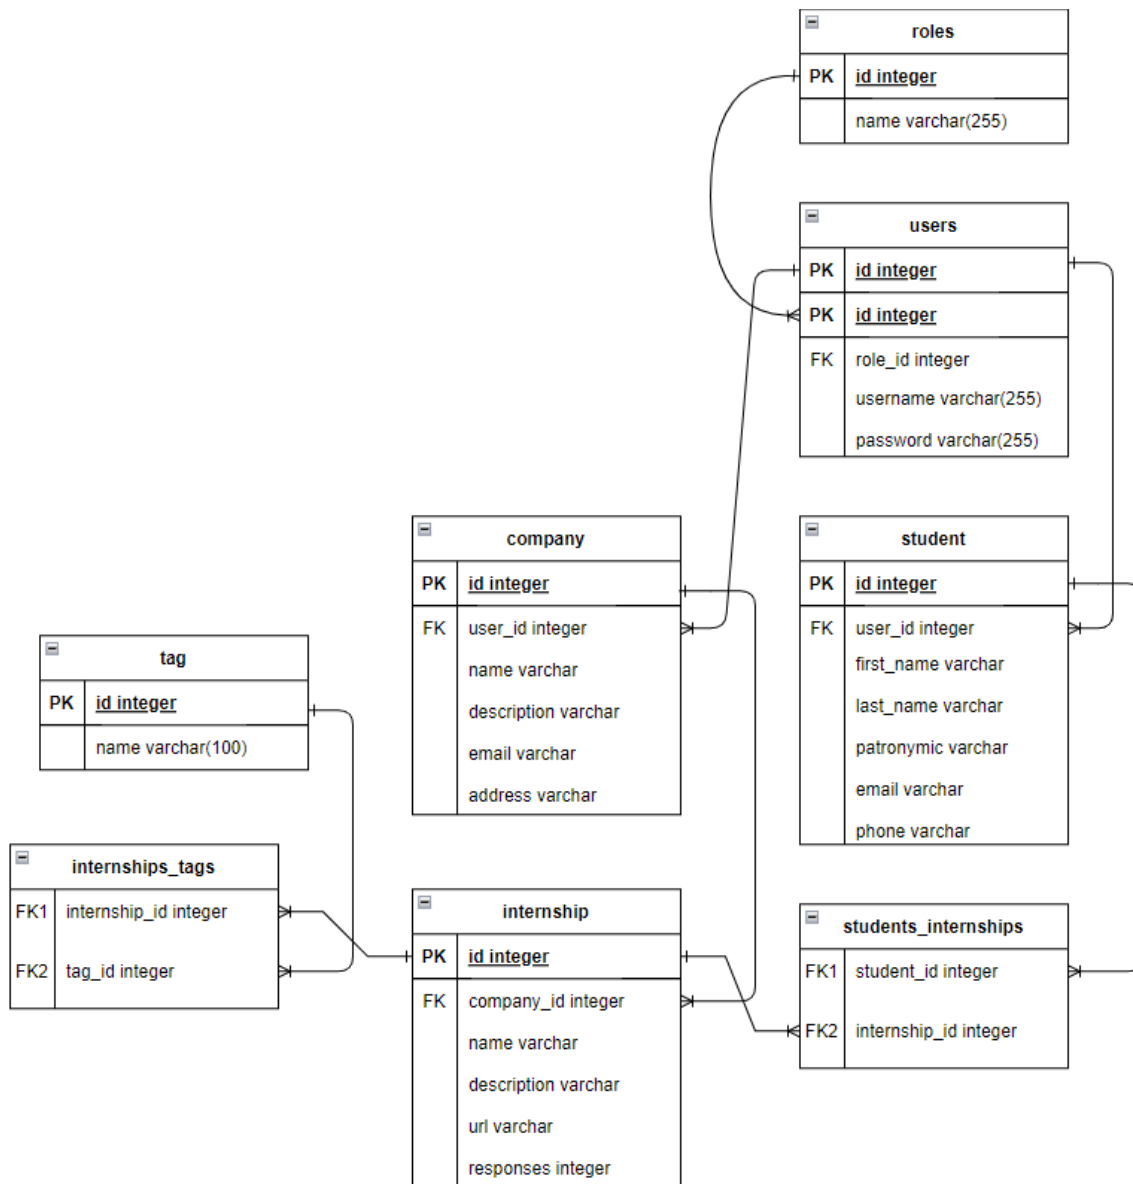 roles
PK id integer
name varchar(255)
users
PK id integer
PK id integer
FK role_id integer
username varchar(255)
password varchar(255)
company
PK id integer
FK user_id integer
name varchar
description varchar
email varchar
address varchar
student
PK id integer
FK user_id integer
first_name varchar
last_name varchar
patronymic varchar
email varchar
phone varchar
tag
PK id integer
name varchar(100)
internships_tags
FK1 internship_id integer
FK2 tag_id integer
internship
PK id integer
FK company_id integer
name varchar
description varchar
url varchar
responses integer
students_internships
FK1 student_id integer
FK2 internship_id integer